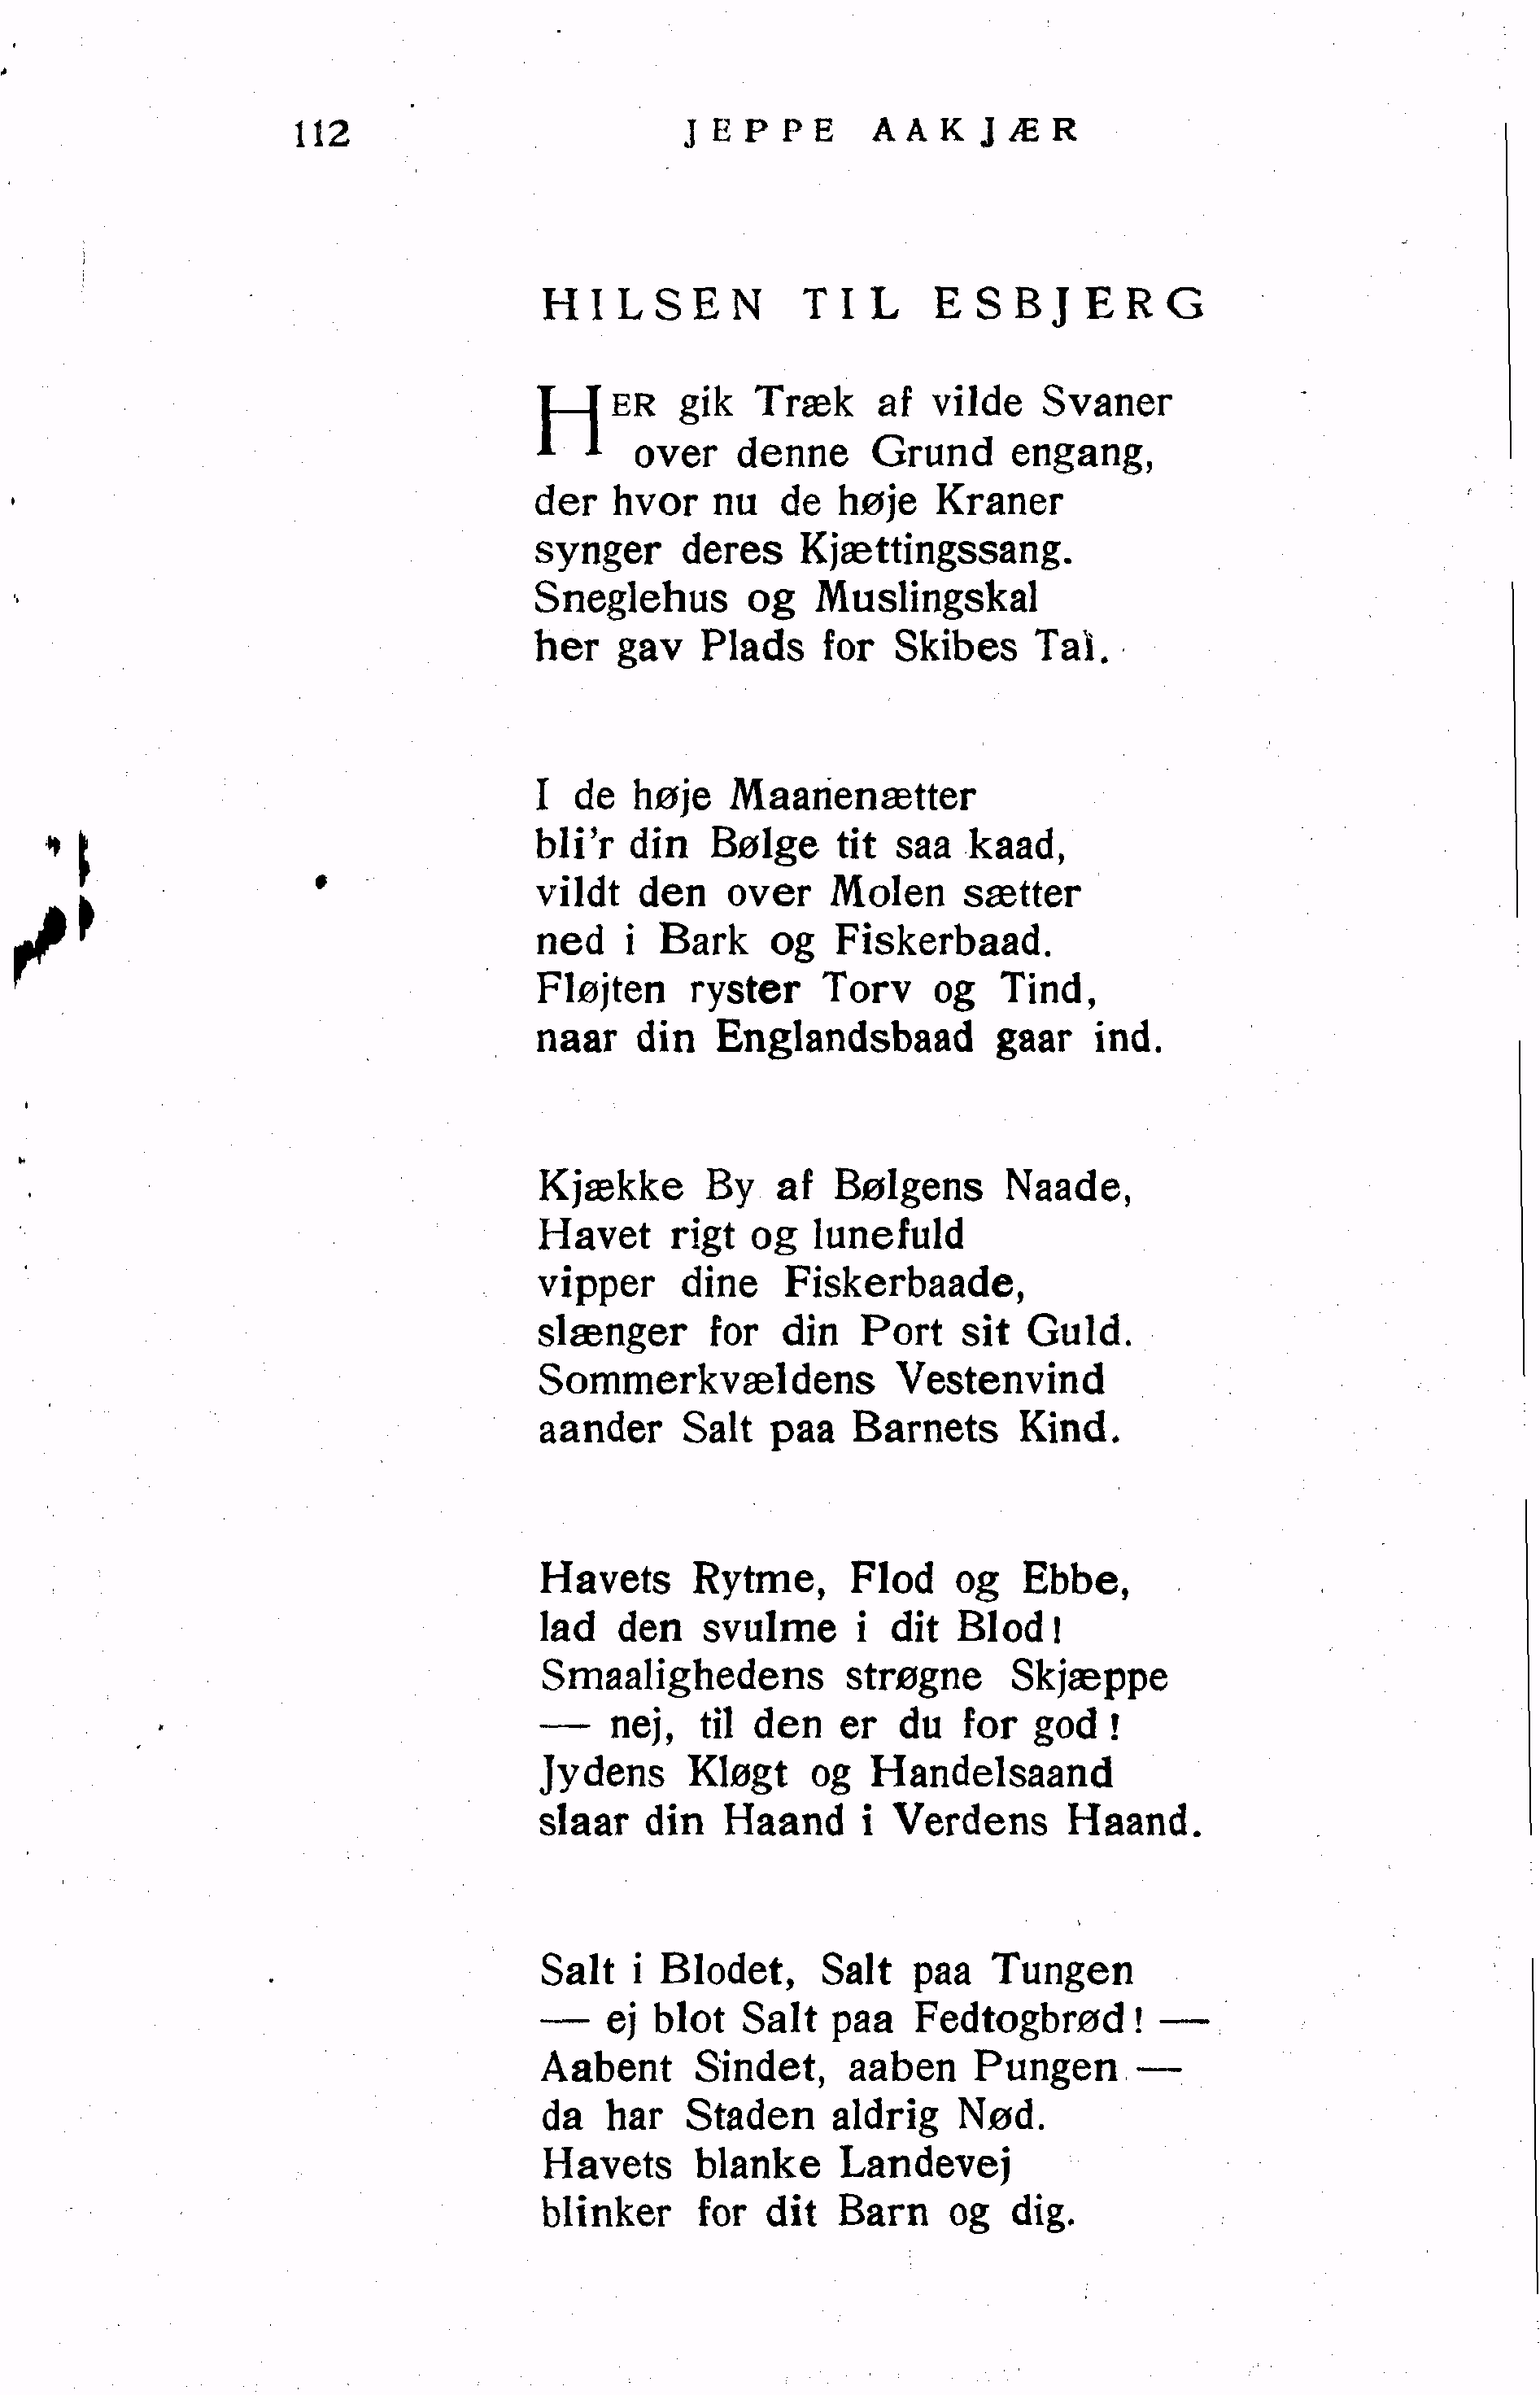 112 JEPPE AAKJÆR
HILSEN TIL ESBJERG
HER gik Træk af vilde Svaner
over denne Grund engang,
der hvor nu de høje Kraner
synger deres Kjættingssang.
Sneglehus og Muslingskal
her gav Plads for Skibes Tal.
I de høje Maanenætter
bli'r din Bølge tit saa kaad,
vildt den over Molen sætter
ned i Bark og Fiskerbaad.
Fløjten ryster Torv og Tind,
naar din Englandsbaad gaar ind.
Kjække By af Bølgens Naade,
Havet rigt og lunefuld
vipper dine Fiskerbaade,
slænger for din Port sit Guld.
Sommerkvældens Vestenvind
aander Salt paa Barnets Kind.
Havets Rytme, Flod og Ebbe,
lad den svulme i dit Blod!
Smaalighedens strøgne Skjæppe
— nej, til den er du for god!
Jydens Kløgt og Handelsaand
slaar din Haand i Verdens Haand.
Salt i Blodet, Salt paa Tungen
— ej blot Salt paa Fedtogbrød! —
Aabent Sindet, aaben Pungen —
da har Staden aldrig Nød.
Havets blanke Landevej
blinker for dit Barn og dig.